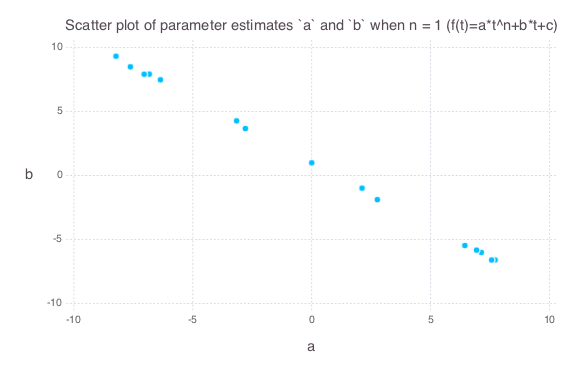 Scatter plot of parameter estimates `a` and `b` when n = 1 (f(t)=a*t^n+b*t+c)
10
5
b
0
-5
-10
-10 -5 0 5 10
a